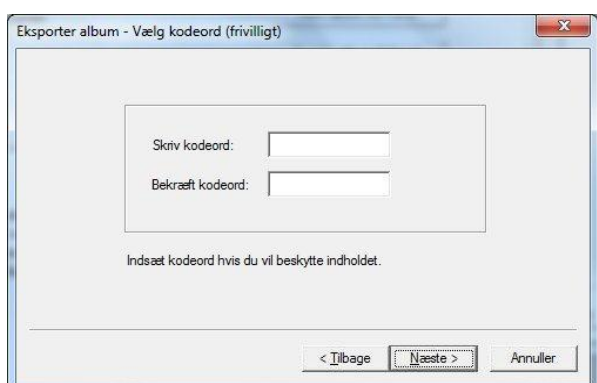 Eksporter album - Vælg kodeord (frivilligt)
Skriv kodeord:
Bekræft kodeord:
Indsæt kodeord hvis du vil beskytte indholdet.
< Tilbage Næste > Annuller